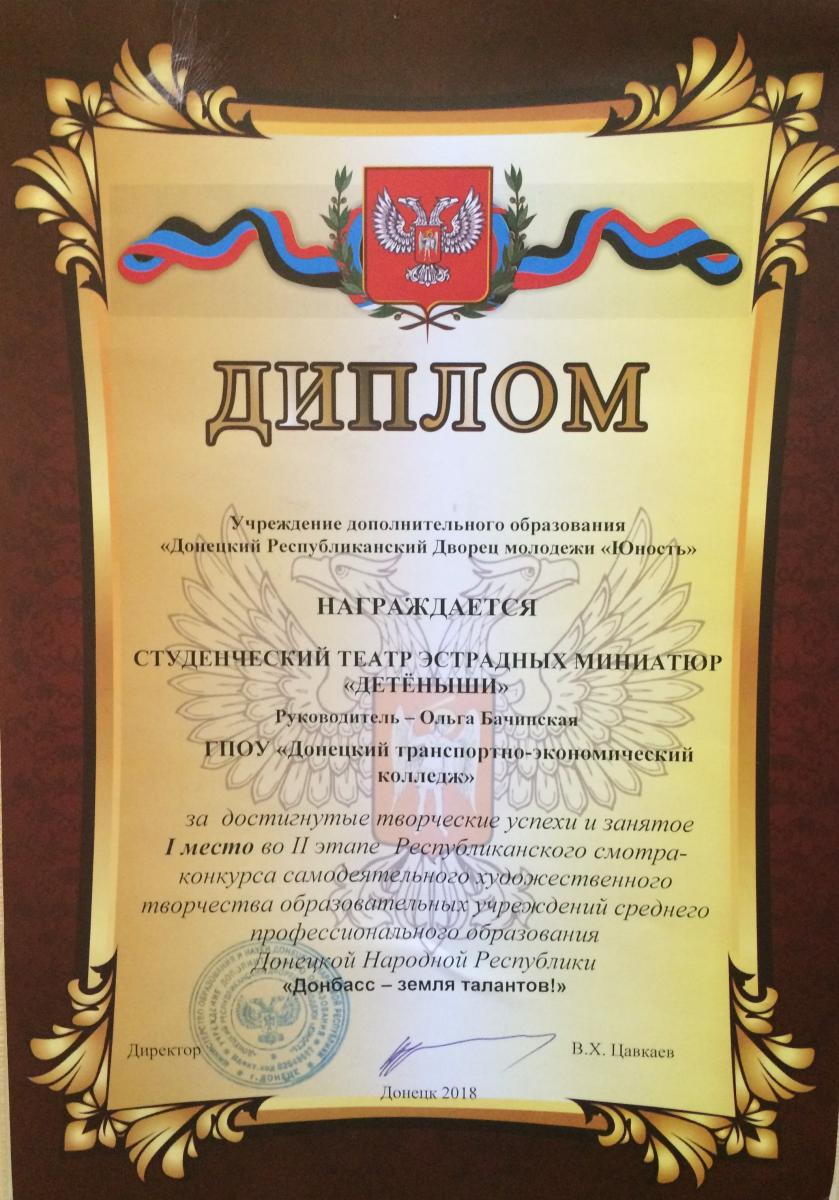 ДИПЛОМ
Учреждение дополнительного образования
«Донецкий Республиканский Дворец молодежи «Юность»
НАГРАЖДАЕТСЯ
СТУДЕНЧЕСКИЙ ТЕАТР ЭСТРАДНЫХ МИНИАТЮР
«ДЕТЁНЫШИ»
Руководитель – Ольга Бачинская
ГПОУ «Донецкий транспортно-экономический
колледж»
за достигнутые творческие успехи и занятое
I место во II этапе Республиканского смотра-
конкурса самодеятельного художественного
творчества образовательных учреждений среднего
профессионального образования
Донецкой Народной Республики
«Донбасс – земля талантов!»
Директор
В.Х. Цавкаев
Донецк 2018